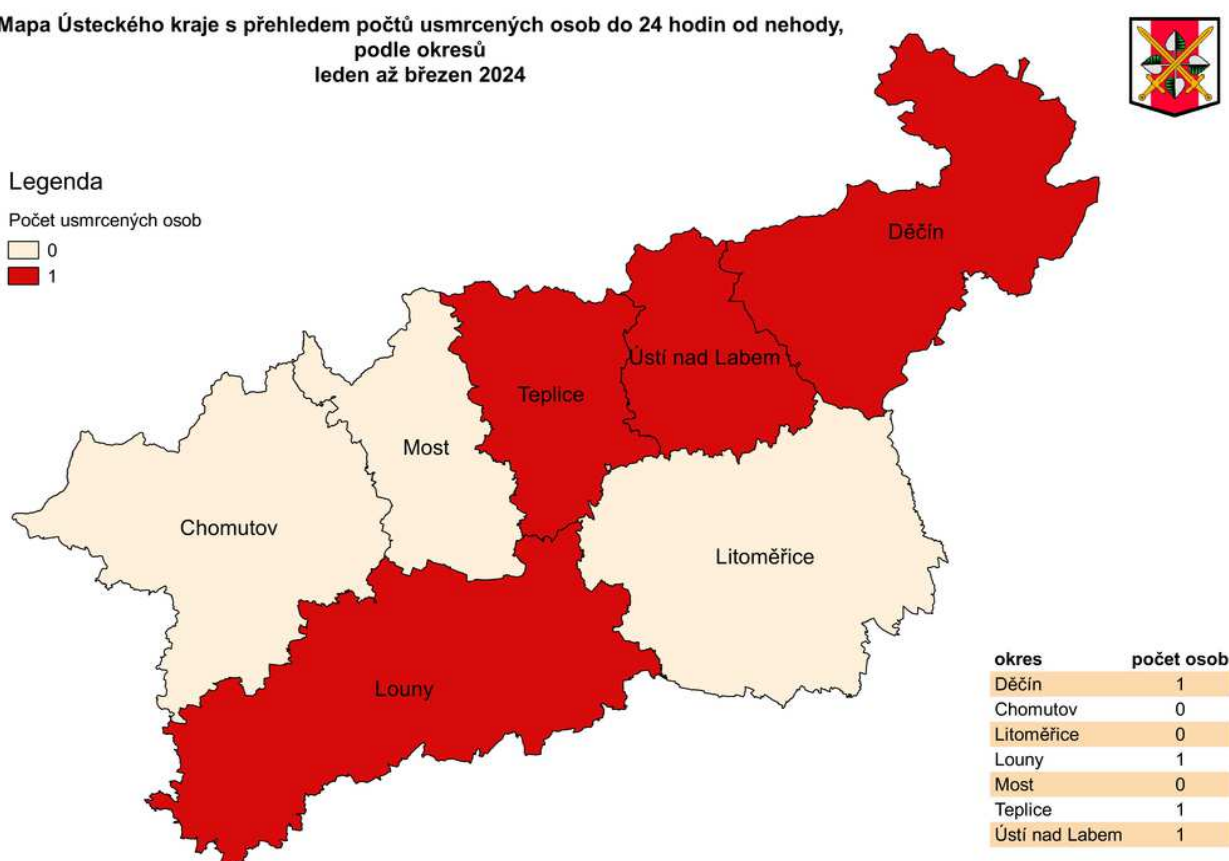 Mapa Ústeckého kraje s přehledem počtů usmrcených osob do 24 hodin od nehody,
podle okresů
leden až březen 2024
Legenda
Počet usmrcených osob
0
1
Děčín
Ústí nad Labem
Teplice
Most
Chomutov
Litoměřice
Louny
okres počet osob
Děčín 1
Chomutov 0
Litoměřice 0
Louny 1
Most 0
Teplice 1
Ústí nad Labem 1